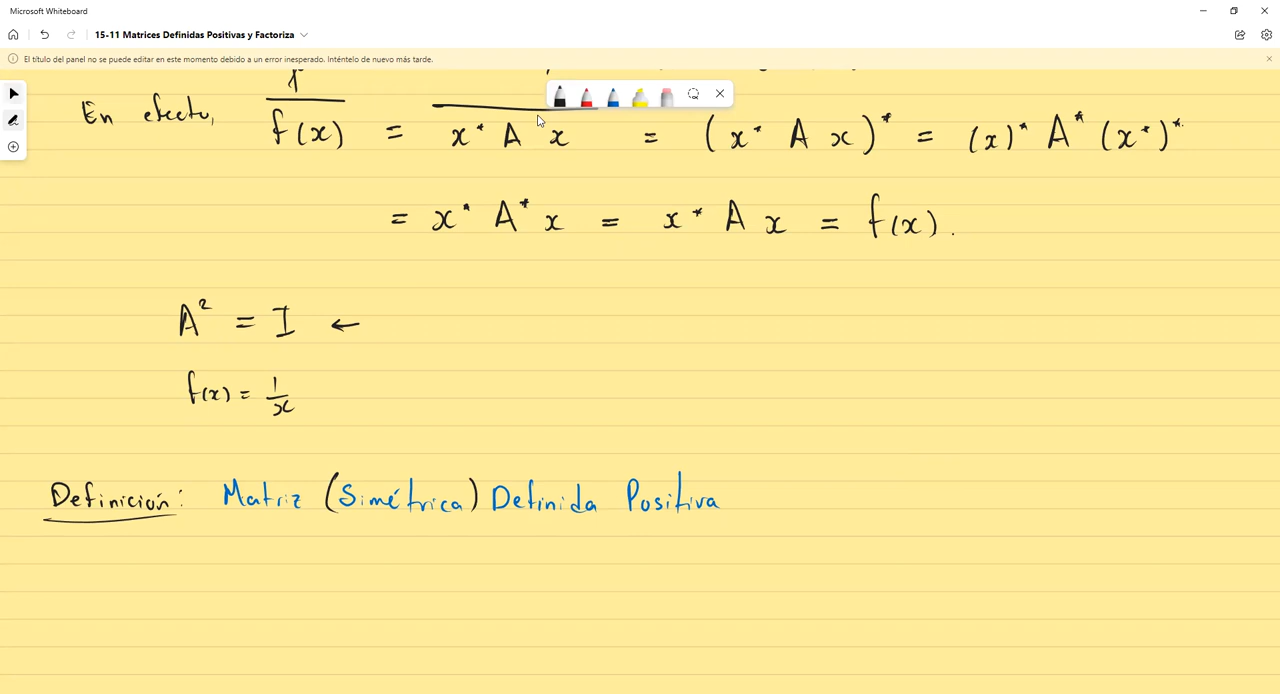 Microsoft Whiteboard
15-11 Matrices Definidas Positivas y Factoriza
El título del panel no se puede editar en este momento debido a un error inesperado. Inténtelo de nuevo más tarde.
En efecto, f(x) = x* A x = (x* A x)* = (x)* A* (x*)*
= x* A* x = x* A x = f(x).
A² = I ←
f(x) = 1/x
Definición: Matriz (Simétrica) Definida Positiva